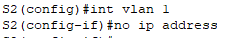 S2(config)#int vlan 1
S2(config-if)#no ip address